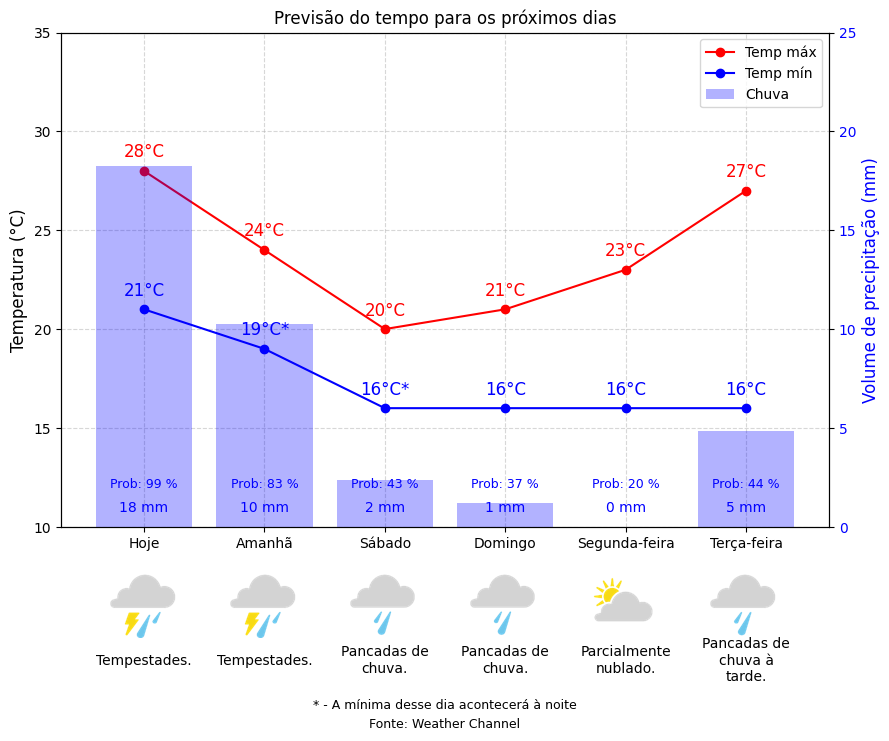 Previsão do tempo para os próximos dias
35
30
25
20
15
10
Temperatura (°C)
25
20
15
10
5
0
Volume de precipitação (mm)
Temp máx
Temp mín
Chuva
28°C
24°C
20°C
21°C
23°C
27°C
21°C
19°C*
16°C*
16°C
16°C
16°C
Prob: 99 %
Prob: 83 %
Prob: 43 %
Prob: 37 %
Prob: 20 %
Prob: 44 %
18 mm
10 mm
2 mm
1 mm
0 mm
5 mm
Hoje
Amanhã
Sábado
Domingo
Segunda-feira
Terça-feira
Tempestades.
Tempestades.
Pancadas de
chuva.
Pancadas de
chuva.
Parcialmente
nublado.
Pancadas de
chuva à
tarde.
* - A mínima desse dia acontecerá à noite
Fonte: Weather Channel